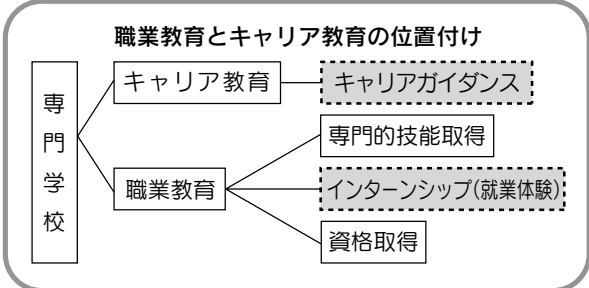 職業教育とキャリア教育の位置付け
専門学校
キャリア教育
キャリアガイダンス
職業教育
専門的技能取得
インターンシップ(就業体験)
資格取得